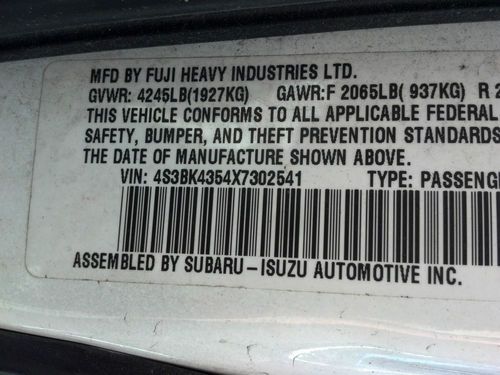 MFD BY FUJI HEAVY INDUSTRIES LTD.
GVWR: 4245LB(1927KG) GAWR:F 2065LB( 937KG) R 2
THIS VEHICLE CONFORMS TO ALL APPLICABLE FEDERAL
SAFETY, BUMPER, AND THEFT PREVENTION STANDARDS
THE DATE OF MANUFACTURE SHOWN ABOVE.
VIN: 4S3BK4354X7302541 TYPE: PASSENGE
ASSEMBLED BY SUBARU-ISUZU AUTOMOTIVE INC.